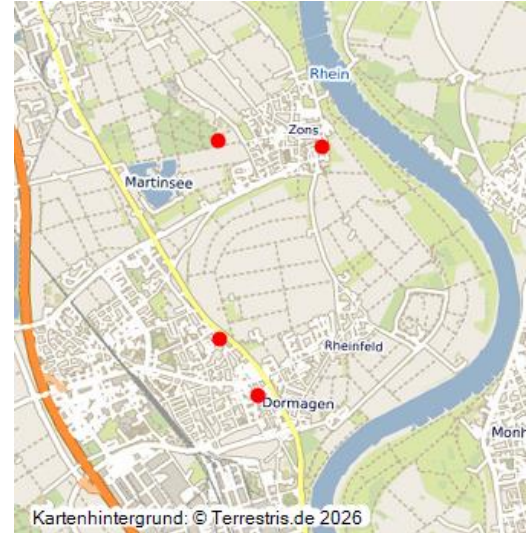 Rhein
Zons
Martinsee
Rheinfeld
Dormagen
Monh
Kartenhintergrund: © Terrestris.de 2026